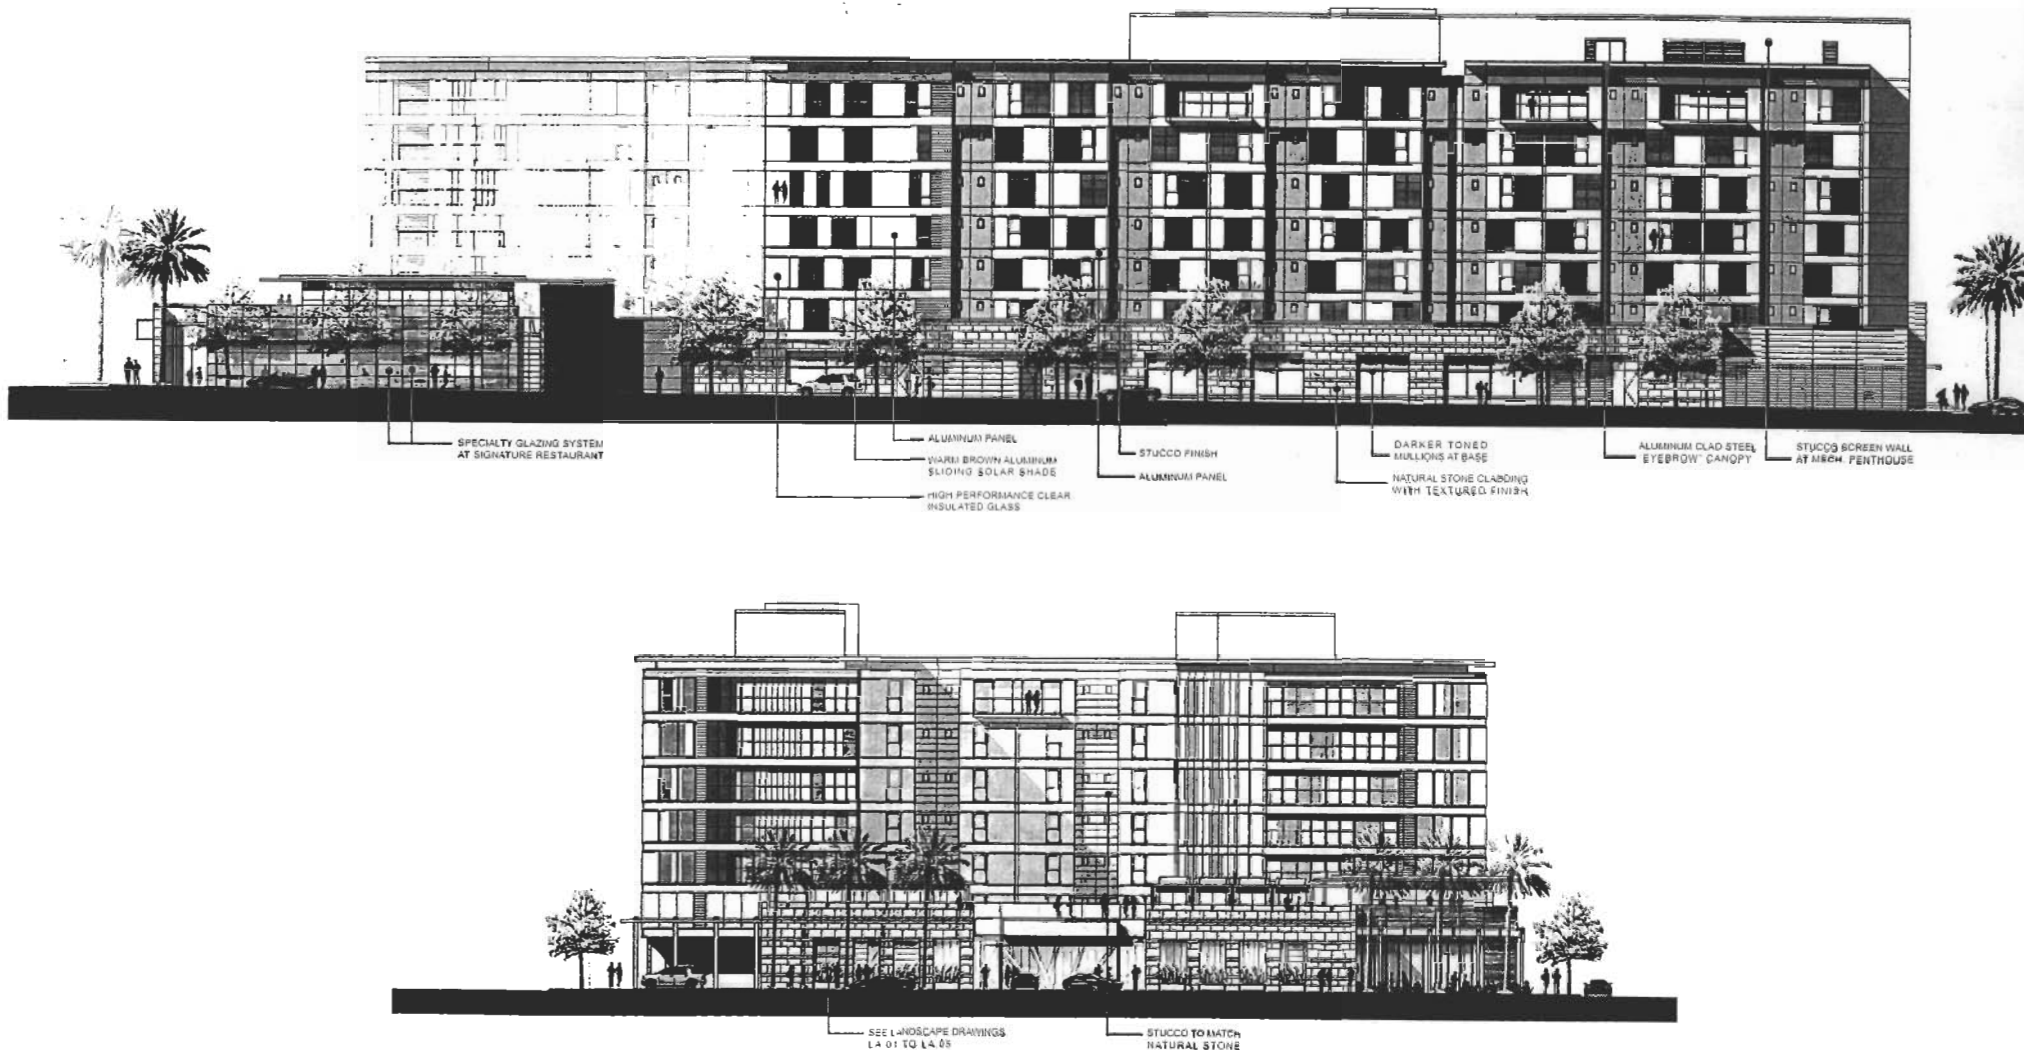 SPECIALTY GLAZING SYSTEM
AT SIGNATURE RESTAURANT
ALUMINUM PANEL
WARM BROWN ALUMINUM
SLIDING SOLAR SHADE
HIGH PERFORMANCE CLEAR
INSULATED GLASS
STUCCO FINISH
ALUMINUM PANEL
DARKER TONED
MULLIONS AT BASE
NATURAL STONE CLADDING
WITH TEXTURED FINISH
ALUMINUM CLAD STEEL
EYEBROW" CANOPY
STUCCO SCREEN WALL
AT MECH. PENTHOUSE
SEE LANDSCAPE DRAWINGS
LA 01 TO LA 05
STUCCO TO MATCH
NATURAL STONE